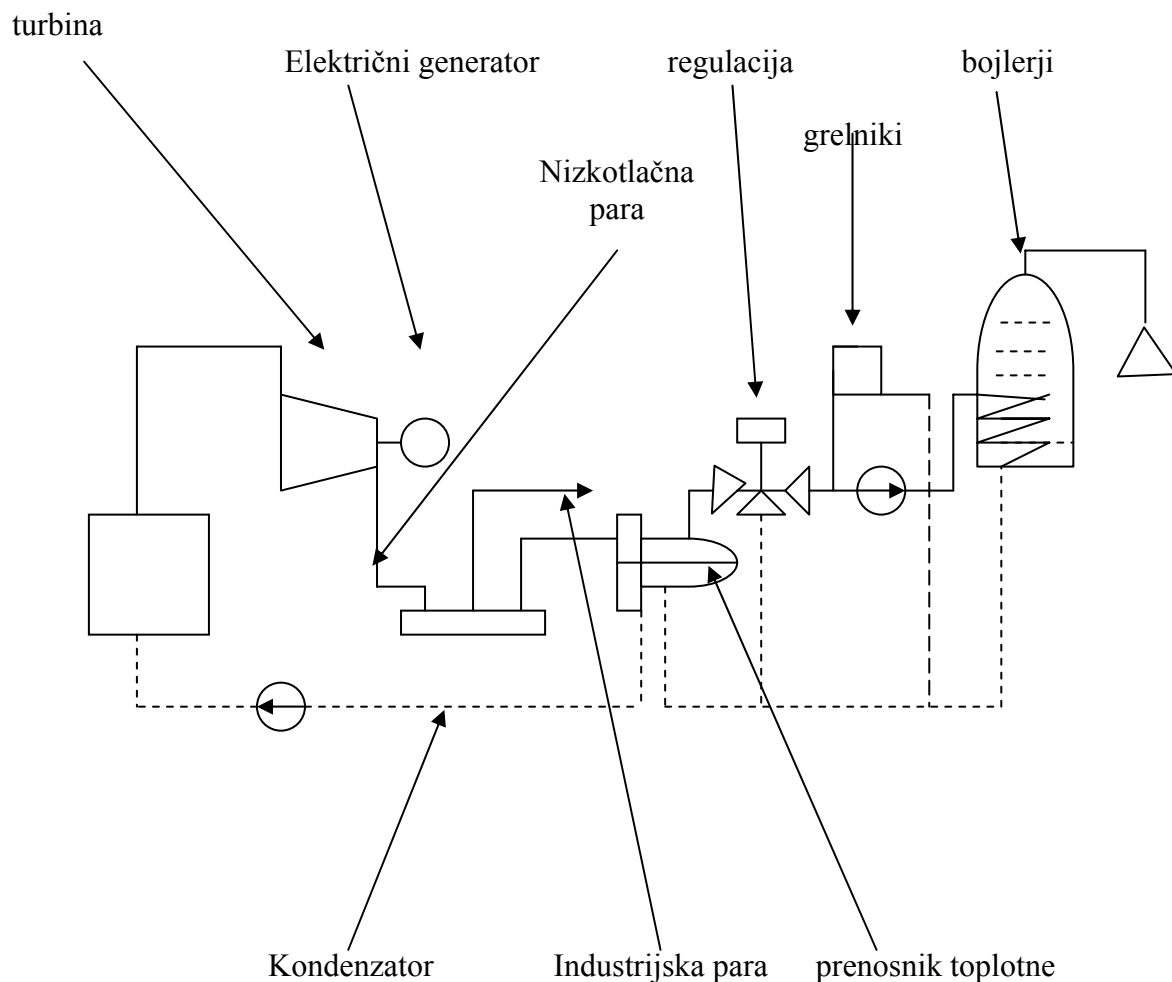 turbina
Električni generator
regulacija
bojlerji
grelniki
Nizkotlačna
para
Kondenzator
Industrijska para
prenosnik toplotne